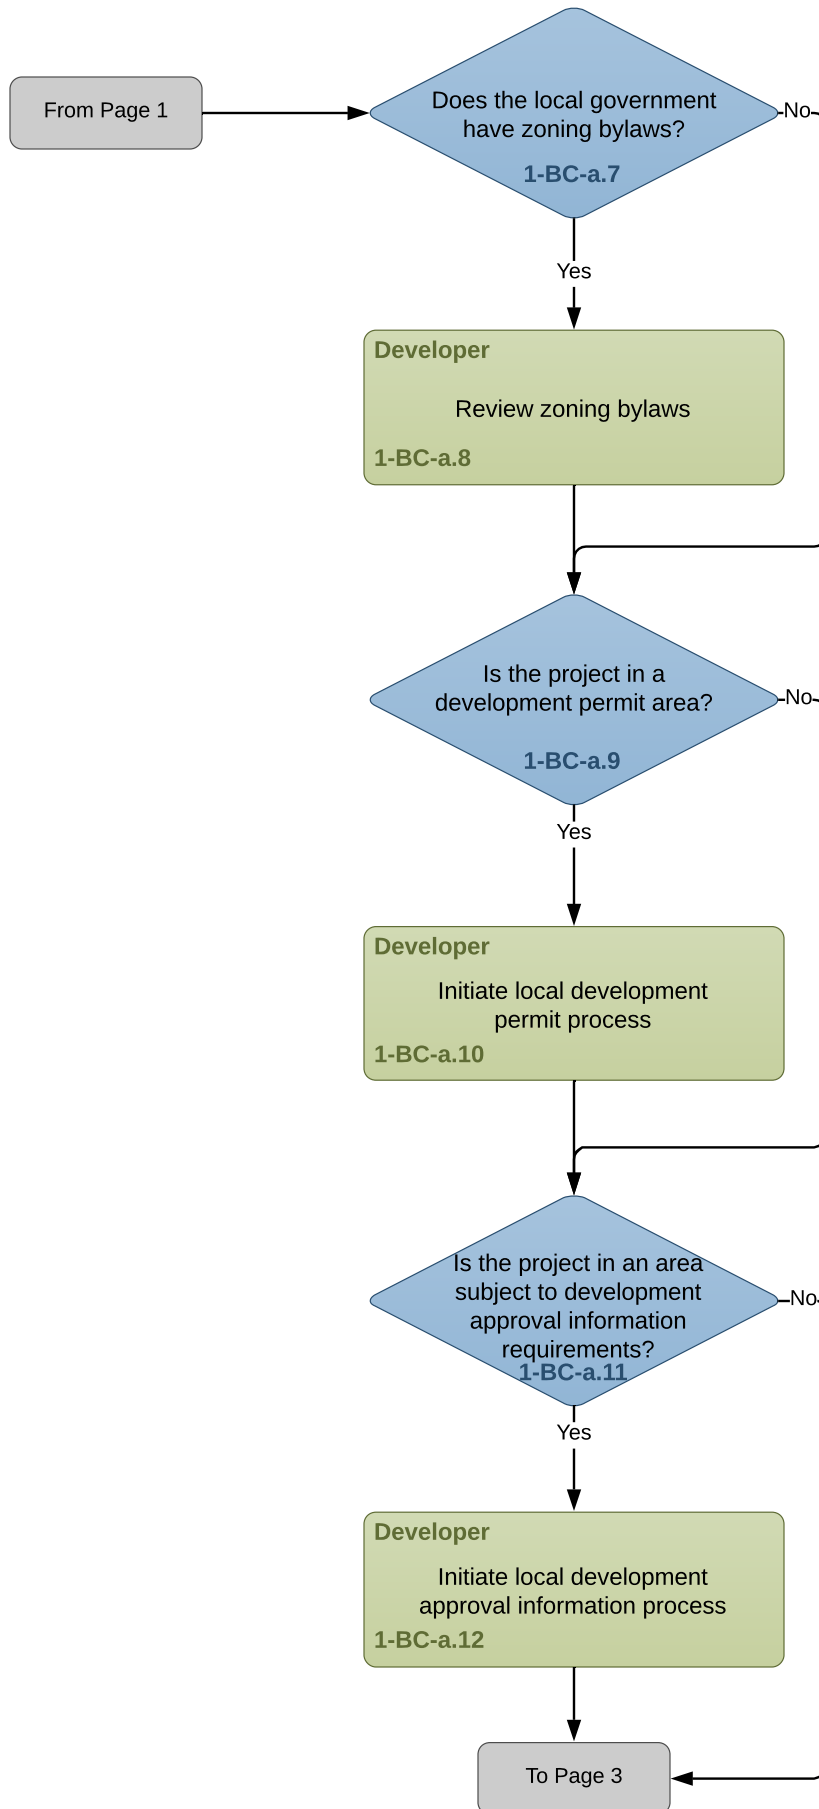 From Page 1
Does the local government
have zoning bylaws?
1-BC-a.7
No
Yes
Developer
Review zoning bylaws
1-BC-a.8
Is the project in a
development permit area?
1-BC-a.9
No
Yes
Developer
Initiate local development
permit process
1-BC-a.10
Is the project in an area
subject to development
approval information
requirements?
1-BC-a.11
No
Yes
Developer
Initiate local development
approval information process
1-BC-a.12
To Page 3